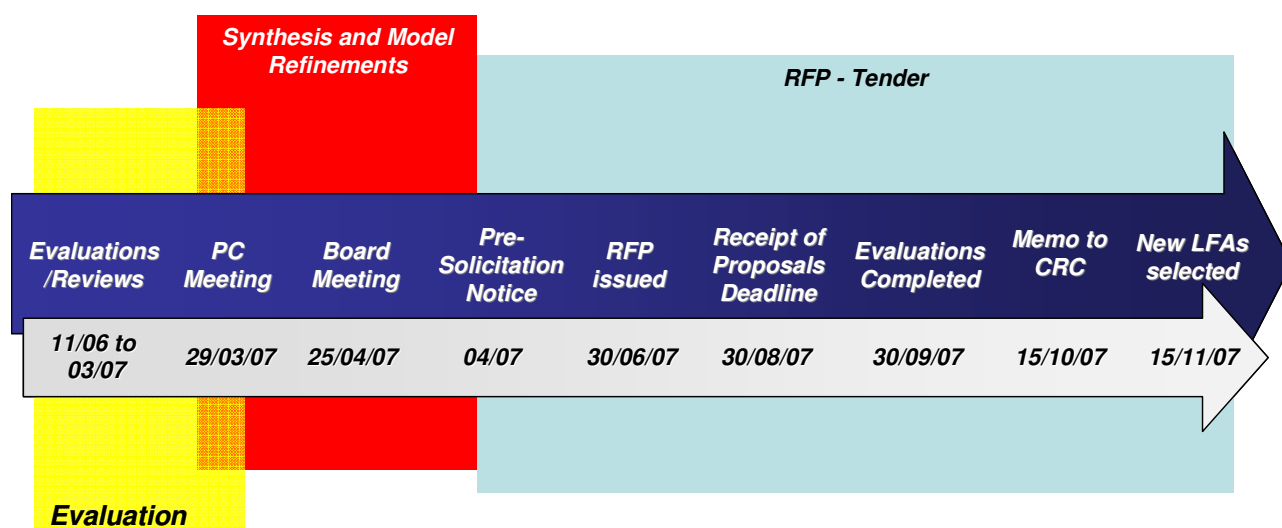 Synthesis and Model
Refinements
RFP - Tender
Evaluations
/Reviews
PC
Meeting
Board
Meeting
Pre-
Solicitation
Notice
RFP
issued
Receipt of
Proposals
Deadline
Evaluations
Completed
Memo to
CRC
New LFAs
selected
11/06 to
03/07
29/03/07
25/04/07
04/07
30/06/07
30/08/07
30/09/07
15/10/07
15/11/07
Evaluation